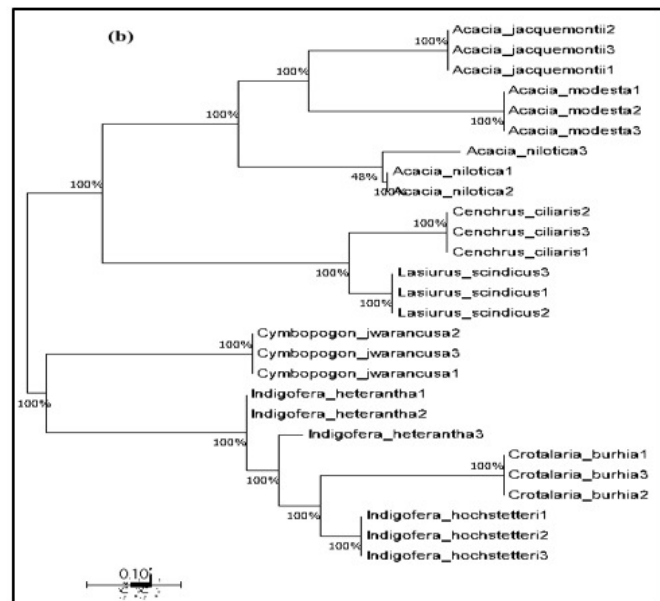 (b)
Acacia_jacquemontii2
100%
Acacia_jacquemontii3
Acacia_jacquemontii1
100%
Acacia_modesta1
100%
Acacia_modesta2
100%
Acacia_modesta3
Acacia_nilotica3
48%
Acacia_nilotica1
100%
Acacia_nilotica2
100%
Cenchrus_ciliaris2
100%
Cenchrus_ciliaris3
Cenchrus_ciliaris1
100%
Lasiurus_scindicus3
Lasiurus_scindicus1
100%
Lasiurus_scindicus2
Cymbopogon_jwarancusa2
100%
Cymbopogon_jwarancusa3
Cymbopogon_jwarancusa1
100%
Indigofera_heterantha1
Indigofera_heterantha2
100%
Indigofera_heterantha3
100%
Crotalaria_burhia1
100%
Crotalaria_burhia3
Crotalaria_burhia2
100%
Indigofera_hochstetteri1
Indigofera_hochstetteri2
100%
Indigofera_hochstetteri3
0.10